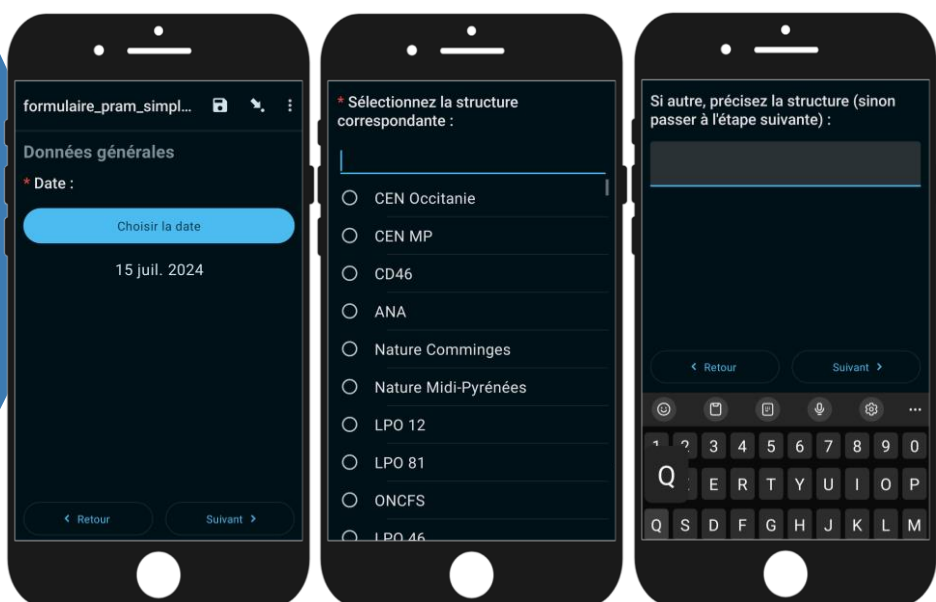 formulaire_pram_simpl...
Données générales
* Date :
Choisir la date
15 juil. 2024
Retour
Suivant
* Sélectionnez la structure
correspondante :
CEN Occitanie
CEN MP
CD46
ANA
Nature Comminges
Nature Midi-Pyrénées
LPO 12
LPO 81
ONCFS
LPO 46
Si autre, précisez la structure (sinon
passer à l'étape suivante) :
Retour
Suivant
1 2 3 4 5 6 7 8 9 0
Q E R T Y U I O P
Q S D F G H J K L M